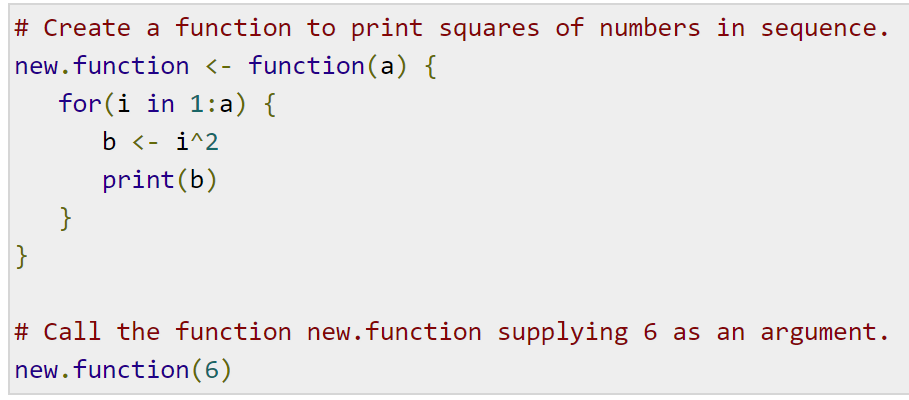 # Create a function to print squares of numbers in sequence.
new.function <- function(a) {
   for(i in 1:a) {
      b <- i^2
      print(b)
   }
}

# Call the function new.function supplying 6 as an argument.
new.function(6)